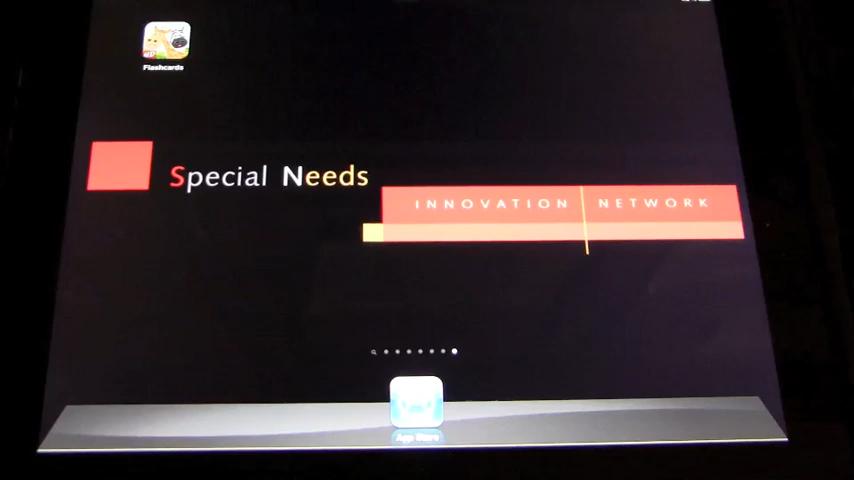 Flashcards
Special Needs
INNOVATION NETWORK
App Store